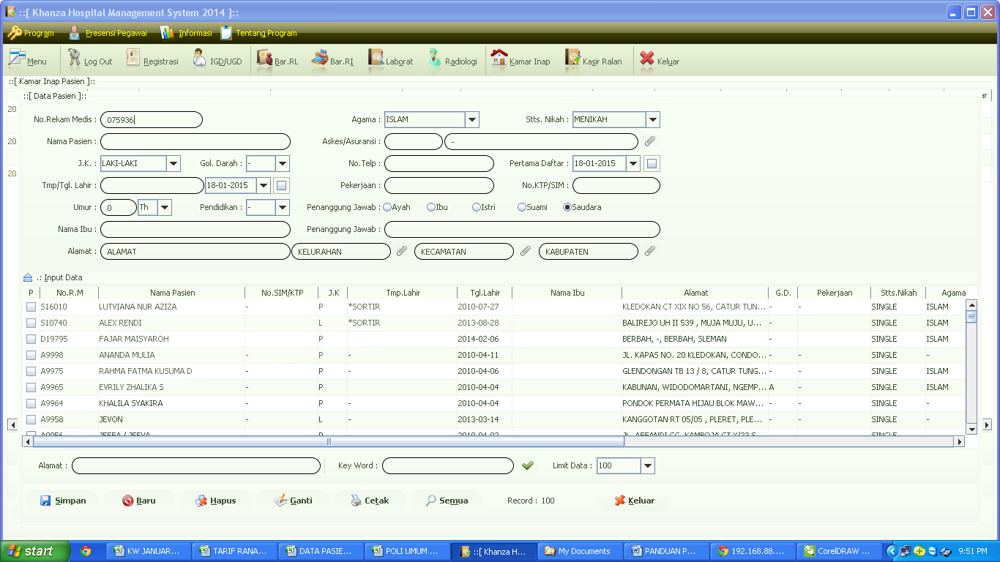 ::[ Khanza Hospital Management System 2014 ]::
Program Presensi Pegawai Informasi Tentang Program
Menu Log Out Registrasi IGD/UGD Bar.RL Bar.RI Laborat Radiologi Kamar Inap Kasir Ralan Keluar
::[ Kamar Inap Pasien ]::
::[ Data Pasien ]:: ar
20
No.Rekam Medis : 075936 Agama : ISLAM Stts. Nikah : MENIKAH
20 Nama Pasien : Askes/Asuransi : -
J.K. : LAKI-LAKI Gol. Darah : - No.Telp : Pertama Daftar : 18-01-2015
20
Tmp/Tgl. Lahir : 18-01-2015 Pekerjaan : No.KTP/SIM :
Umur : 0 Th Pendidikan : - Penanggung Jawab : Ayah Ibu Istri Suami Saudara
Nama Ibu : Penanggung Jawab :
Alamat : ALAMAT KELURAHAN KECAMATAN KABUPATEN
.: Input Data
P No.R.M Nama Pasien No.SIM/KTP J.K Tmp.Lahir Tgl.Lahir Nama Ibu Alamat G.D. Pekerjaan Stts.Nikah Agama
S16010 LUTVIANA NUR AZIZA - P *SORTIR 2010-07-27 KLEDOKAN CT XIX NO 56, CATUR TUN... - - SINGLE ISLAM
S10740 ALEX RENDI L *SORTIR 2013-08-28 BALIREJO UH II 539 , MUJA MUJU, U... - - SINGLE ISLAM
D19795 FAJAR MAISYAROH P 2014-02-06 BERBAH, -, BERBAH, SLEMAN - - SINGLE ISLAM
A9998 ANANDA MULIA - P - 2010-04-11 JL. KAPAS NO. 20 KLEDOKAN, CONDO... - - SINGLE -
A9975 RAHMA FATMA KUSUMA D - P - 2010-04-06 GLENDONGAN TB 13 / 8, CATUR TUNG... - - SINGLE ISLAM
A9965 EVRILY ZHALIKA S - P - 2010-04-04 KABUNAN, WIDODOMARTANI, NGEMP... A - SINGLE ISLAM
A9964 KHALILA SYAKIRA - P - 2010-04-04 PONDOK PERMATA HIJAU BLOK MAW... - - SINGLE -
A9958 JEVON - L - 2013-03-14 KANGGOTAN RT 05/05 , PLERET, PLE... - - SINGLE -
Alamat : Key Word : Limit Data : 100
Simpan Baru Hapus Ganti Cetak Semua Record : 100 Keluar
start KW JANUAR... TARIF RANA... DATA PASIE... POLI UMUM ... ::[ Khanza H... My Documents PANDUAN P... 192.168.88.... CorelDRAW ... 9:51 PM